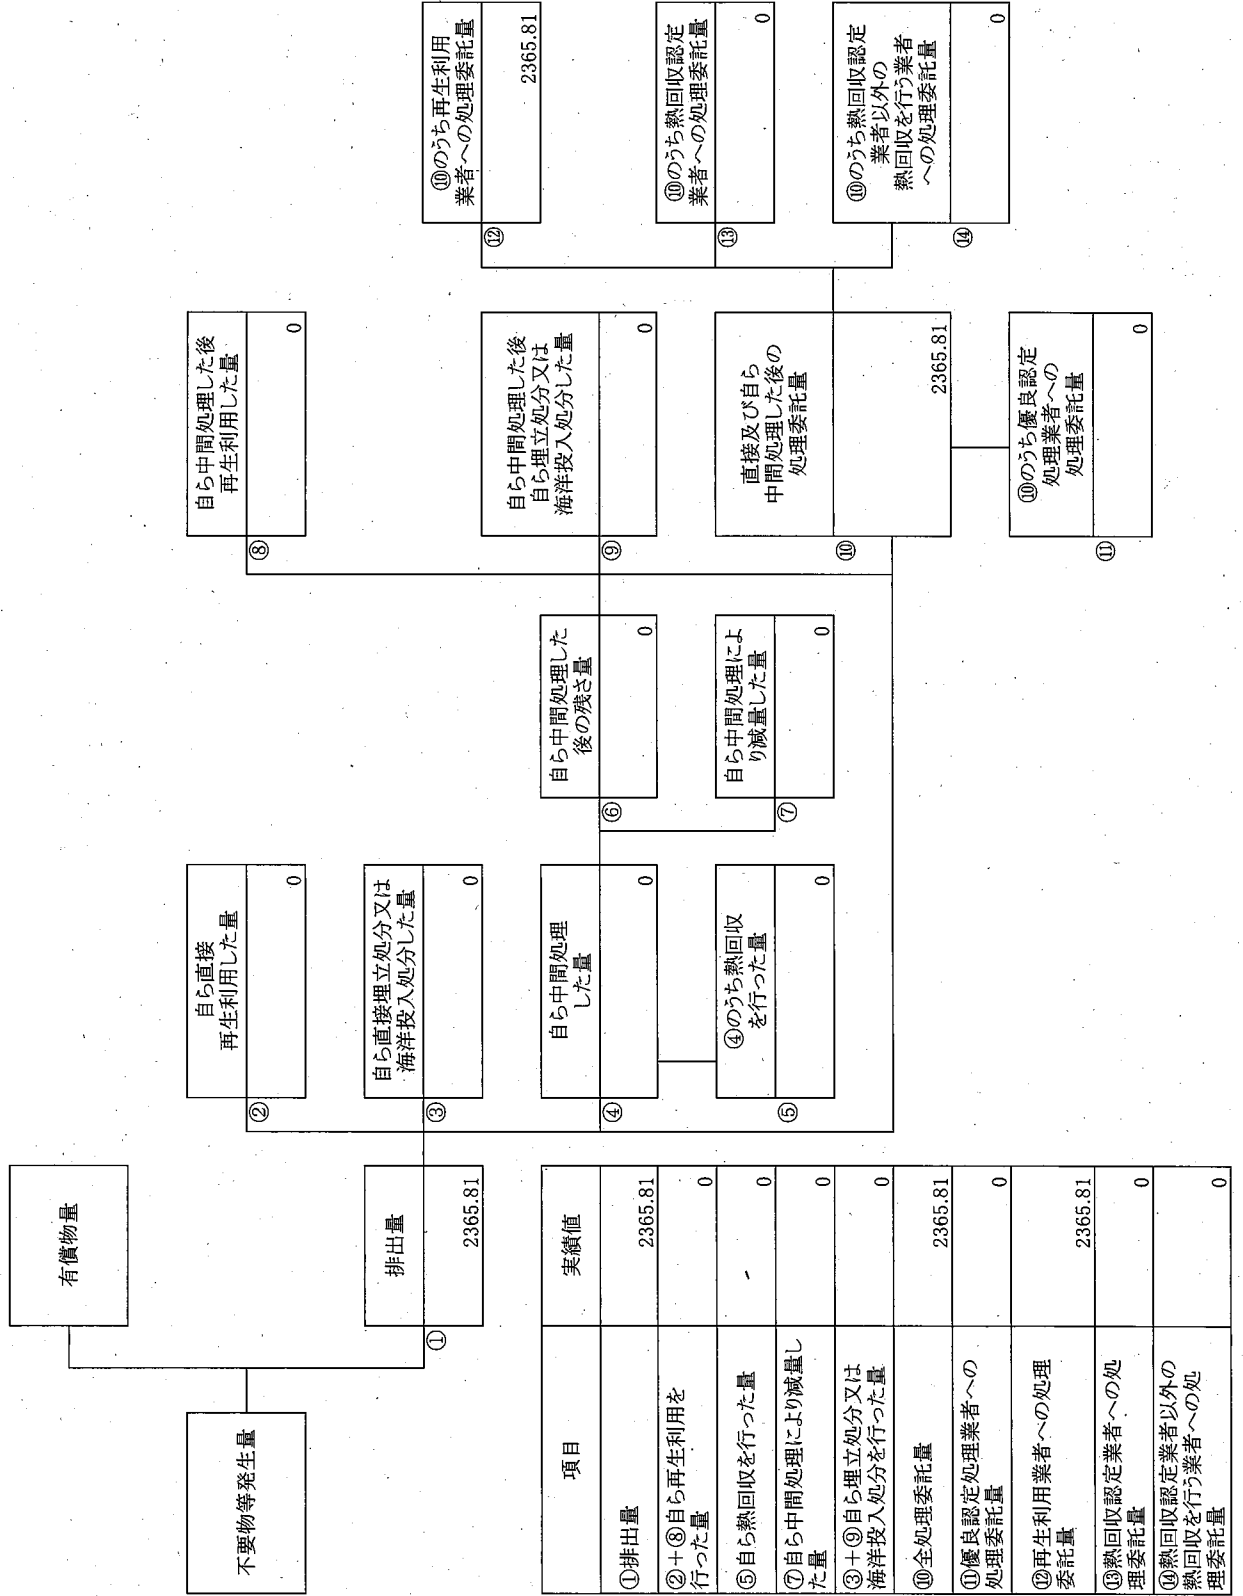 有償物量
不要物等発生量
排出量
①
2365.81
自ら直接
再生利用した量
②
0
自ら直接埋立処分又は
海洋投入処分した量
③
0
自ら中間処理
した量
④
0
④のうち熱回収
を行った量
⑤
0
自ら中間処理した
後の残さ量
⑥
0
自ら中間処理によ
り減量した量
⑦
0
自ら中間処理した後
再生利用した量
⑧
0
自ら中間処理した後
自ら埋立処分又は
海洋投入処分した量
⑨
0
直接及び自ら
中間処理した後の
処理委託量
⑩
2365.81
⑩のうち優良認定
処理業者への
処理委託量
⑪
0
⑩のうち再生利用
業者への処理委託量
⑫
2365.81
⑩のうち熱回収認定
業者への処理委託量
⑬
0
⑩のうち熱回収認定
業者以外の
熱回収を行う業者
への処理委託量
⑭
0
項目 実績値
①排出量 2365.81
②+⑧自ら再生利用を
行った量 0
⑤自ら熱回収を行った量 0
⑦自ら中間処理により減量し
た量 0
③+⑨自ら埋立処分又は
海洋投入処分を行った量 0
⑩全処理委託量 2365.81
⑪優良認定処理業者への
処理委託量 0
⑫再生利用業者への処理
委託量 2365.81
⑬熱回収認定業者への処
理委託量 0
⑭熱回収認定業者以外の
熱回収を行う業者への処
理委託量 0